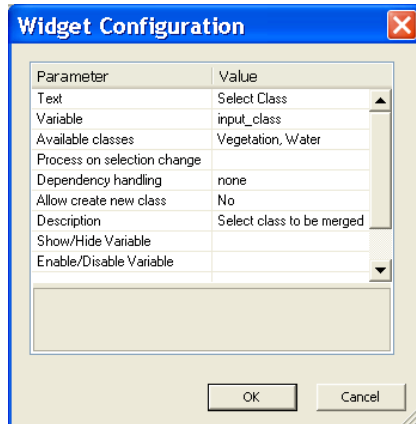 Widget Configuration
Parameter Value
Text Select Class
Variable input_class
Available classes Vegetation, Water
Process on selection change
Dependency handling none
Allow create new class No
Description Select class to be merged
Show/Hide Variable
Enable/Disable Variable
OK Cancel